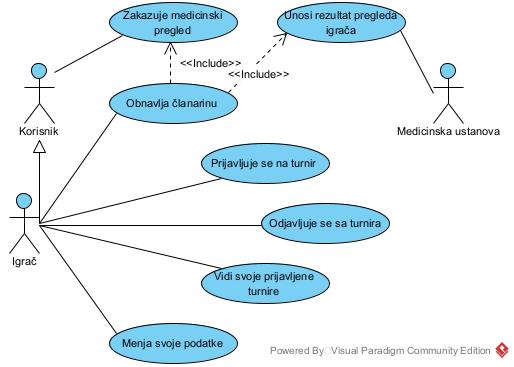 Zakazuje medicinski
pregled
Unosi rezultat pregleda
igrača
<<Include>>
<<Include>>
Obnavlja članarinu
Korisnik
Medicinska ustanova
Prijavljuje se na turnir
Odjavljuje se sa turnira
Igrač
Vidi svoje prijavljene
turnire
Menja svoje podatke
Powered By Visual Paradigm Community Edition